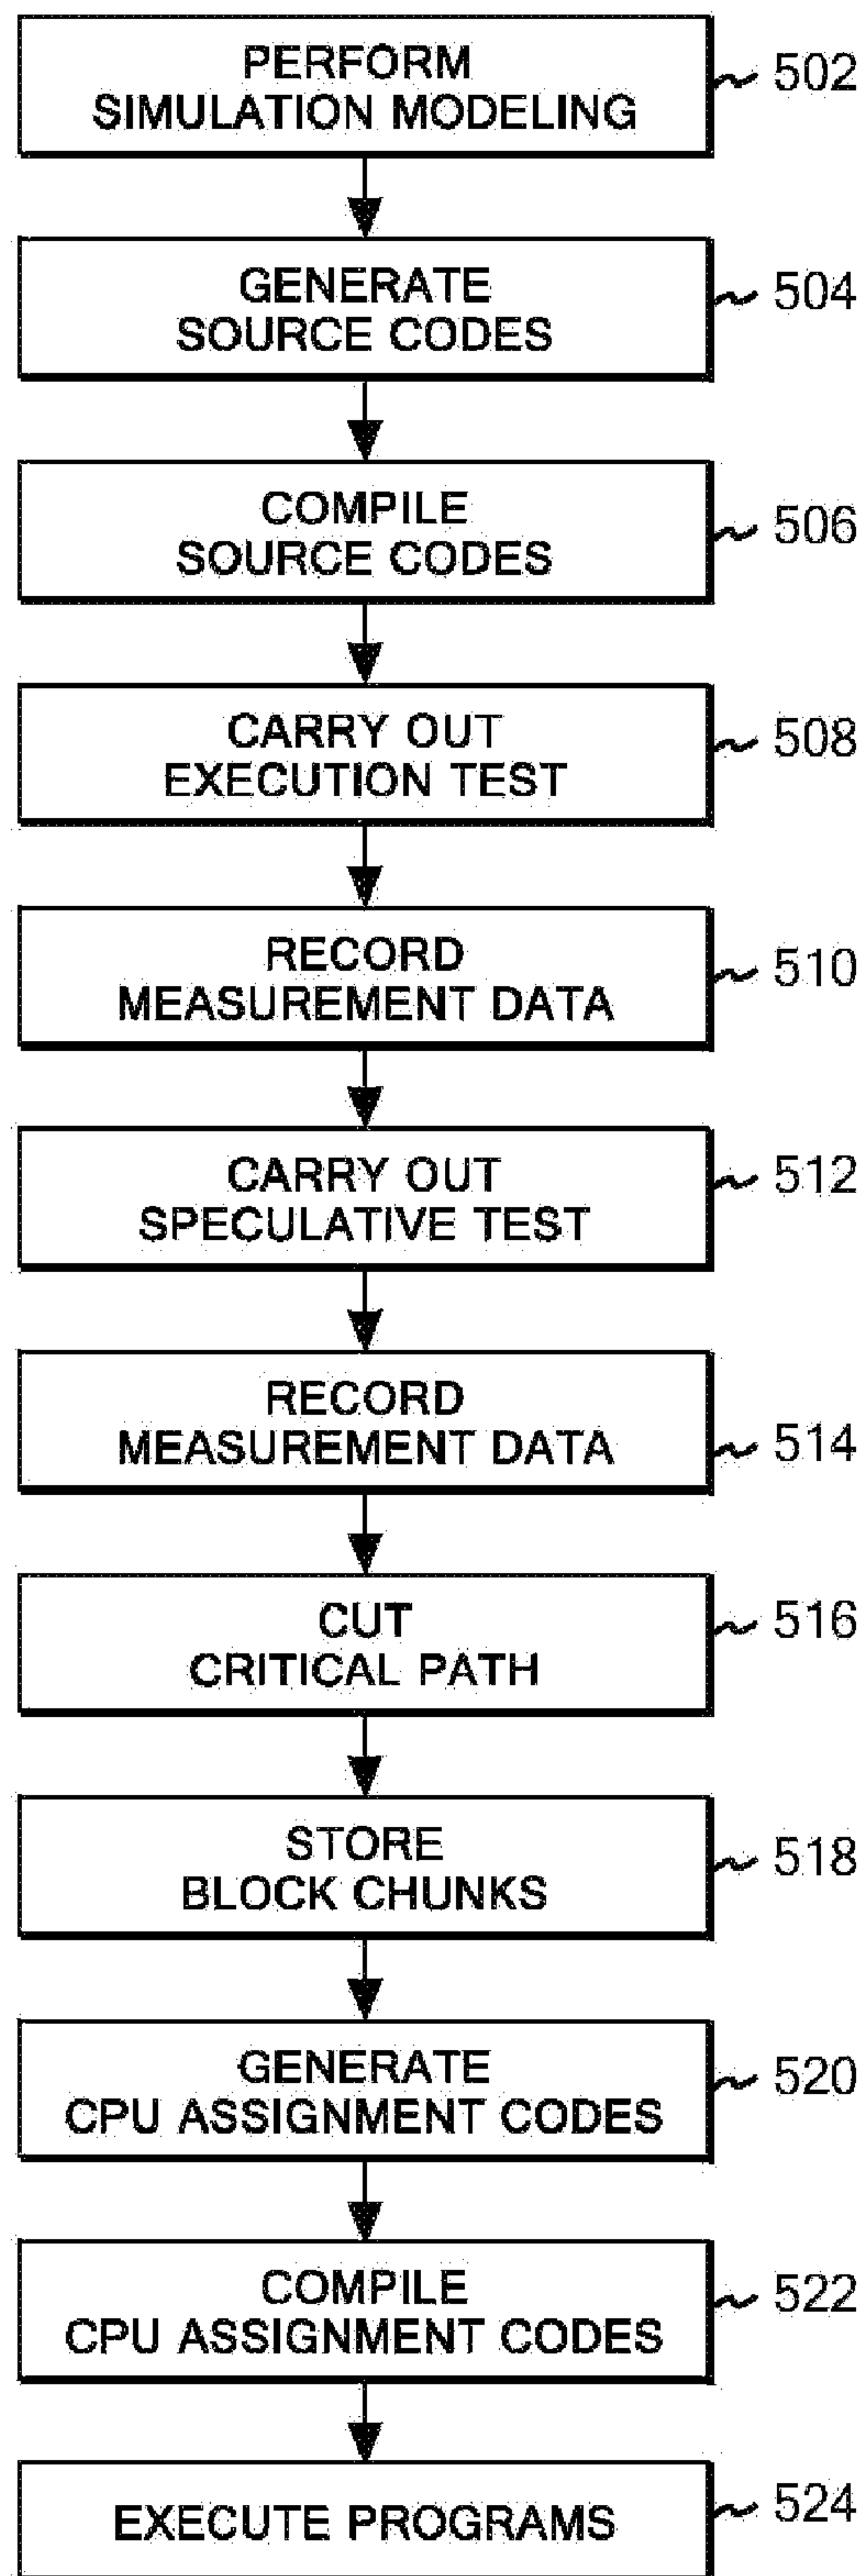 PERFORM
SIMULATION MODELING
502
GENERATE
SOURCE CODES
504
COMPILE
SOURCE CODES
506
CARRY OUT
EXECUTION TEST
508
RECORD
MEASUREMENT DATA
510
CARRY OUT
SPECULATIVE TEST
512
RECORD
MEASUREMENT DATA
514
CUT
CRITICAL PATH
516
STORE
BLOCK CHUNKS
518
GENERATE
CPU ASSIGNMENT CODES
520
COMPILE
CPU ASSIGNMENT CODES
522
EXECUTE PROGRAMS
524